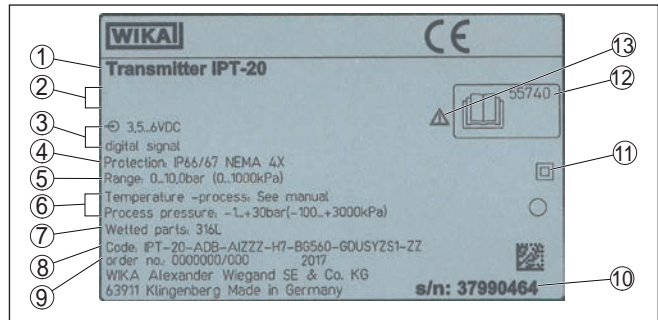 WIKA CE
1 Transmitter IPT-20
2
13
12 55740
3 3,5..6VDC
digital signal
4 Protection: IP66/67 NEMA 4X
5 Range: 0...10,0bar (0..1000kPa)
11
6 Temperature -process: See manual
Process pressure: -1..+30bar(-100..+3000kPa)
7 Wetted parts: 316L
8 Code: IPT-20-ADB-AIZZZ-H7-BG560-GDUSYZS1-ZZ
9 order no.: 0000000/000 2017
WIKA Alexander Wiegand SE & Co. KG
63911 Klingenberg Made in Germany
s/n: 37990464 10